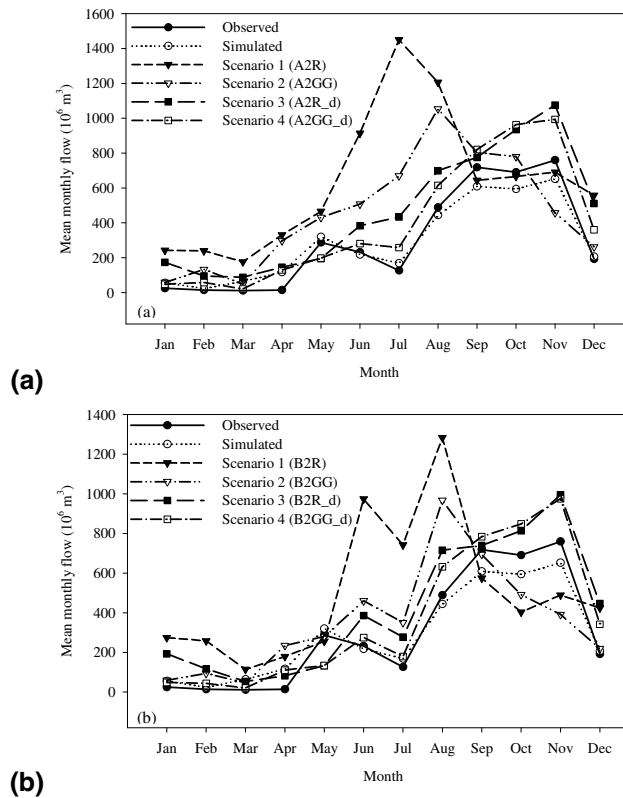 1600
1400
1200
1000
800
600
400
200
0
Mean monthly flow (10⁶ m³)
Observed
Simulated
Scenario 1 (A2R)
Scenario 2 (A2GG)
Scenario 3 (A2R_d)
Scenario 4 (A2GG_d)
(a)
Jan Feb Mar Apr May Jun Jul Aug Sep Oct Nov Dec
Month
(a)
1400
1200
1000
800
600
400
200
0
Mean monthly flow (10⁶ m³)
Observed
Simulated
Scenario 1 (B2R)
Scenario 2 (B2GG)
Scenario 3 (B2R_d)
Scenario 4 (B2GG_d)
(b)
Jan Feb Mar Apr May Jun Jul Aug Sep Oct Nov Dec
Month
(b)